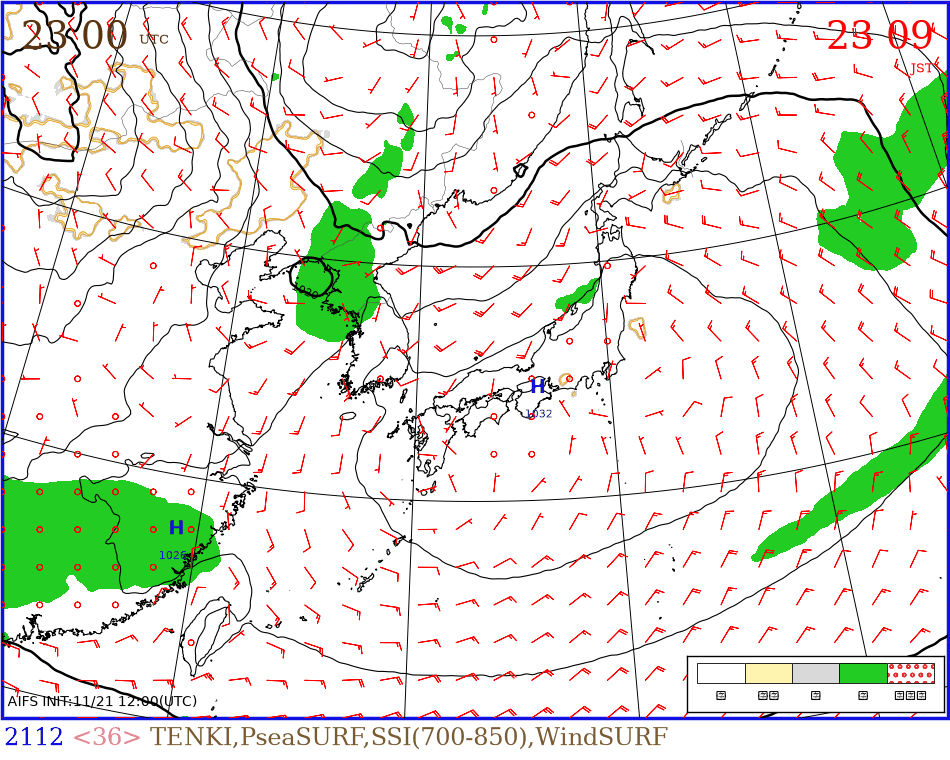 23 00 UTC
23 09
JST
1020
H
1032
H
1026
AIFS INIT:11/21 12:00(UTC)
2112 <36> TENKI,PseaSURF,SSI(700-850),WindSURF